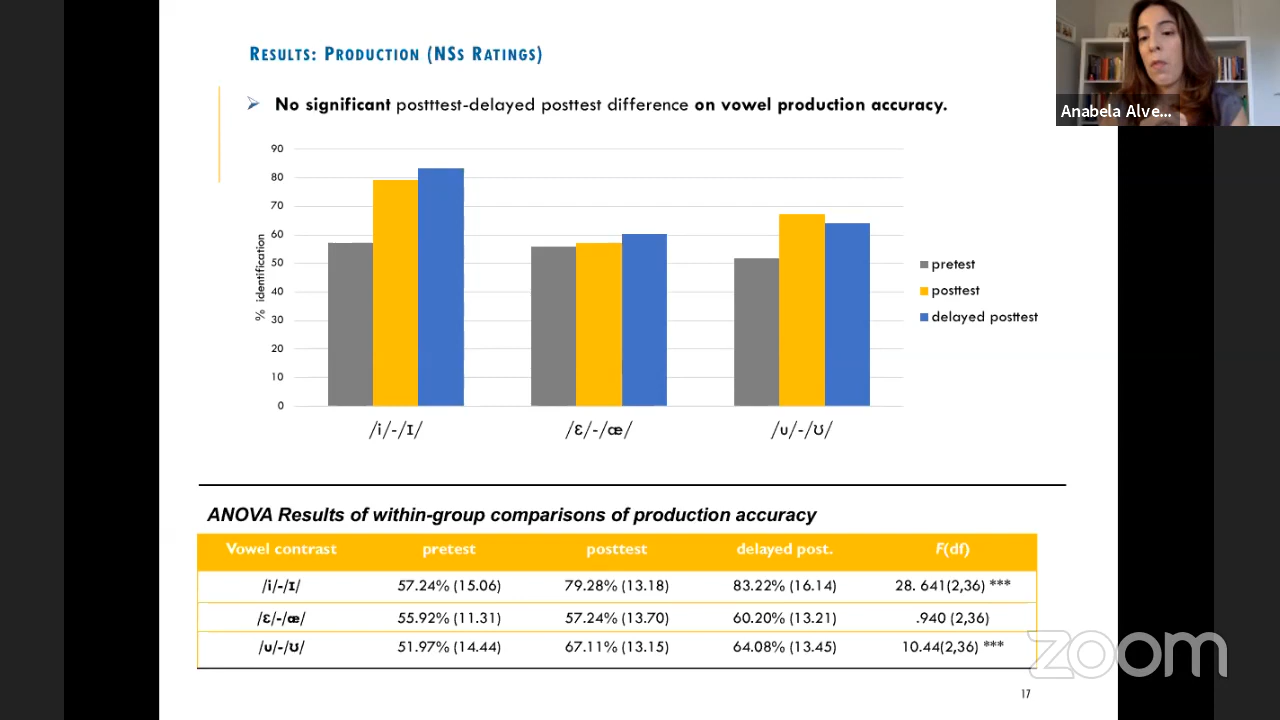 RESULTS: PRODUCTION (NSS RATINGS)
Anabela Alve...
➢ No significant postttest-delayed posttest difference on vowel production accuracy.
90
80
70
60
50
40
30
20
10
0
% identification
/i/-/ɪ/ /Ɛ/-/æ/ /υ/-/Ʊ/
pretest
posttest
delayed posttest
ANOVA Results of within-group comparisons of production accuracy
Vowel contrast pretest posttest delayed post. F(df)
/i/-/ɪ/ 57.24% (15.06) 79.28% (13.18) 83.22% (16.14) 28. 641(2,36) ***
/Ɛ/-/æ/ 55.92% (11.31) 57.24% (13.70) 60.20% (13.21) .940 (2,36)
/υ/-/Ʊ/ 51.97% (14.44) 67.11% (13.15) 64.08% (13.45) 10.44(2,36) ***
zoom
17